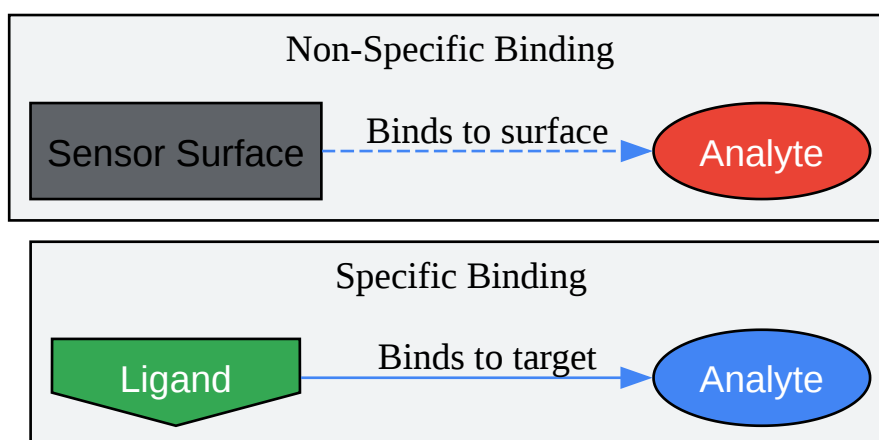 Non-Specific Binding
Sensor Surface
Binds to surface
Analyte
Specific Binding
Ligand
Binds to target
Analyte